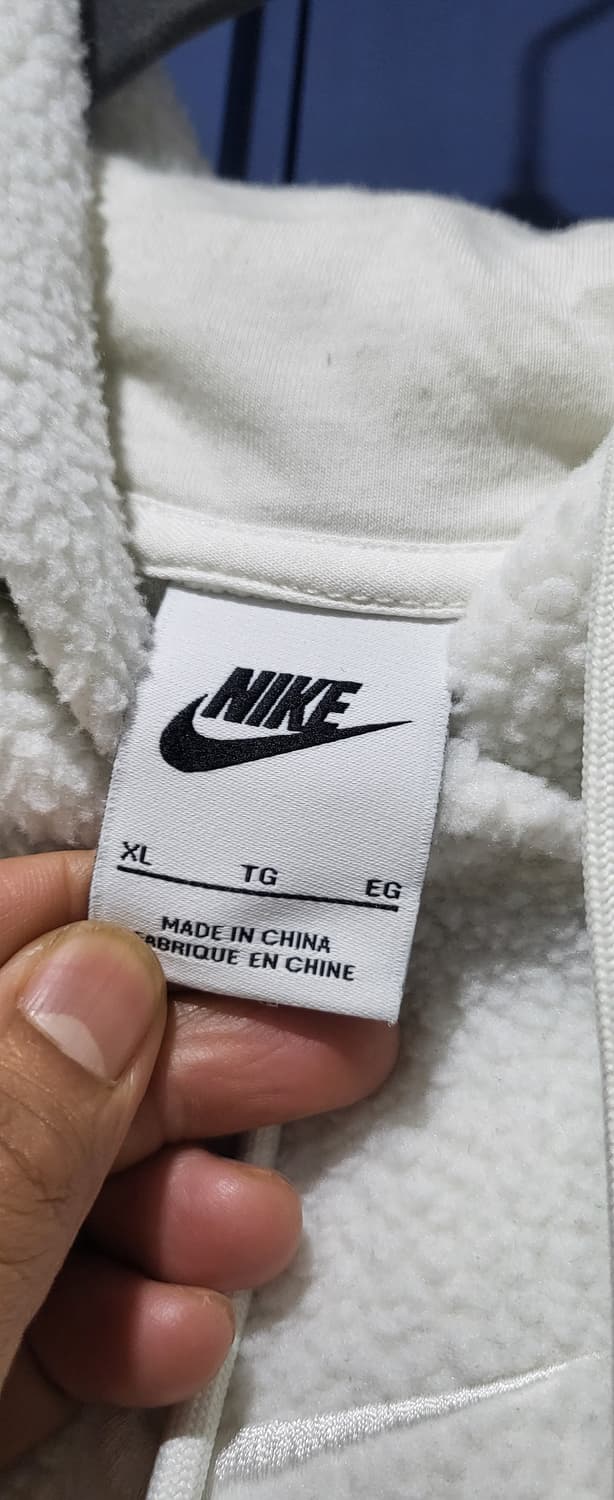 NIKE
XL TG EG
MADE IN CHINA
FABRIQUE EN CHINE